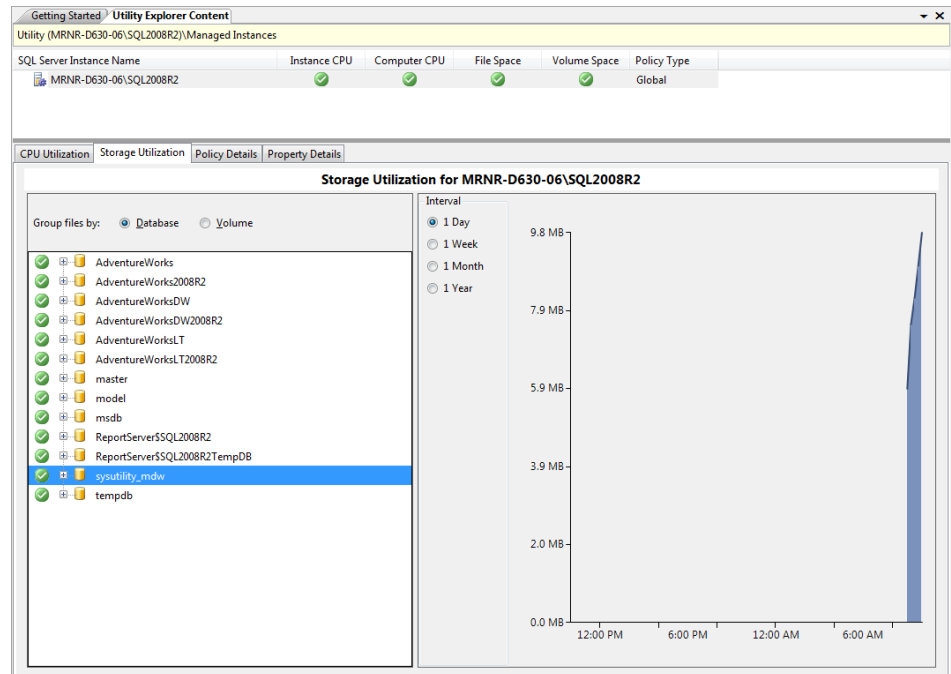 Getting Started Utility Explorer Content
Utility (MRNR-D630-06\SQL2008R2)\Managed Instances
SQL Server Instance Name Instance CPU Computer CPU File Space Volume Space Policy Type
MRNR-D630-06\SQL2008R2 Global
CPU Utilization Storage Utilization Policy Details Property Details
Storage Utilization for MRNR-D630-06\SQL2008R2
Group files by: Database Volume
AdventureWorks
AdventureWorks2008R2
AdventureWorksDW
AdventureWorksDW2008R2
AdventureWorksLT
AdventureWorksLT2008R2
master
model
msdb
ReportServer$SQL2008R2
ReportServer$SQL2008R2TempDB
sysutility_mdw
tempdb
Interval
1 Day
1 Week
1 Month
1 Year
9.8 MB
7.9 MB
5.9 MB
3.9 MB
2.0 MB
0.0 MB
12:00 PM 6:00 PM 12:00 AM 6:00 AM